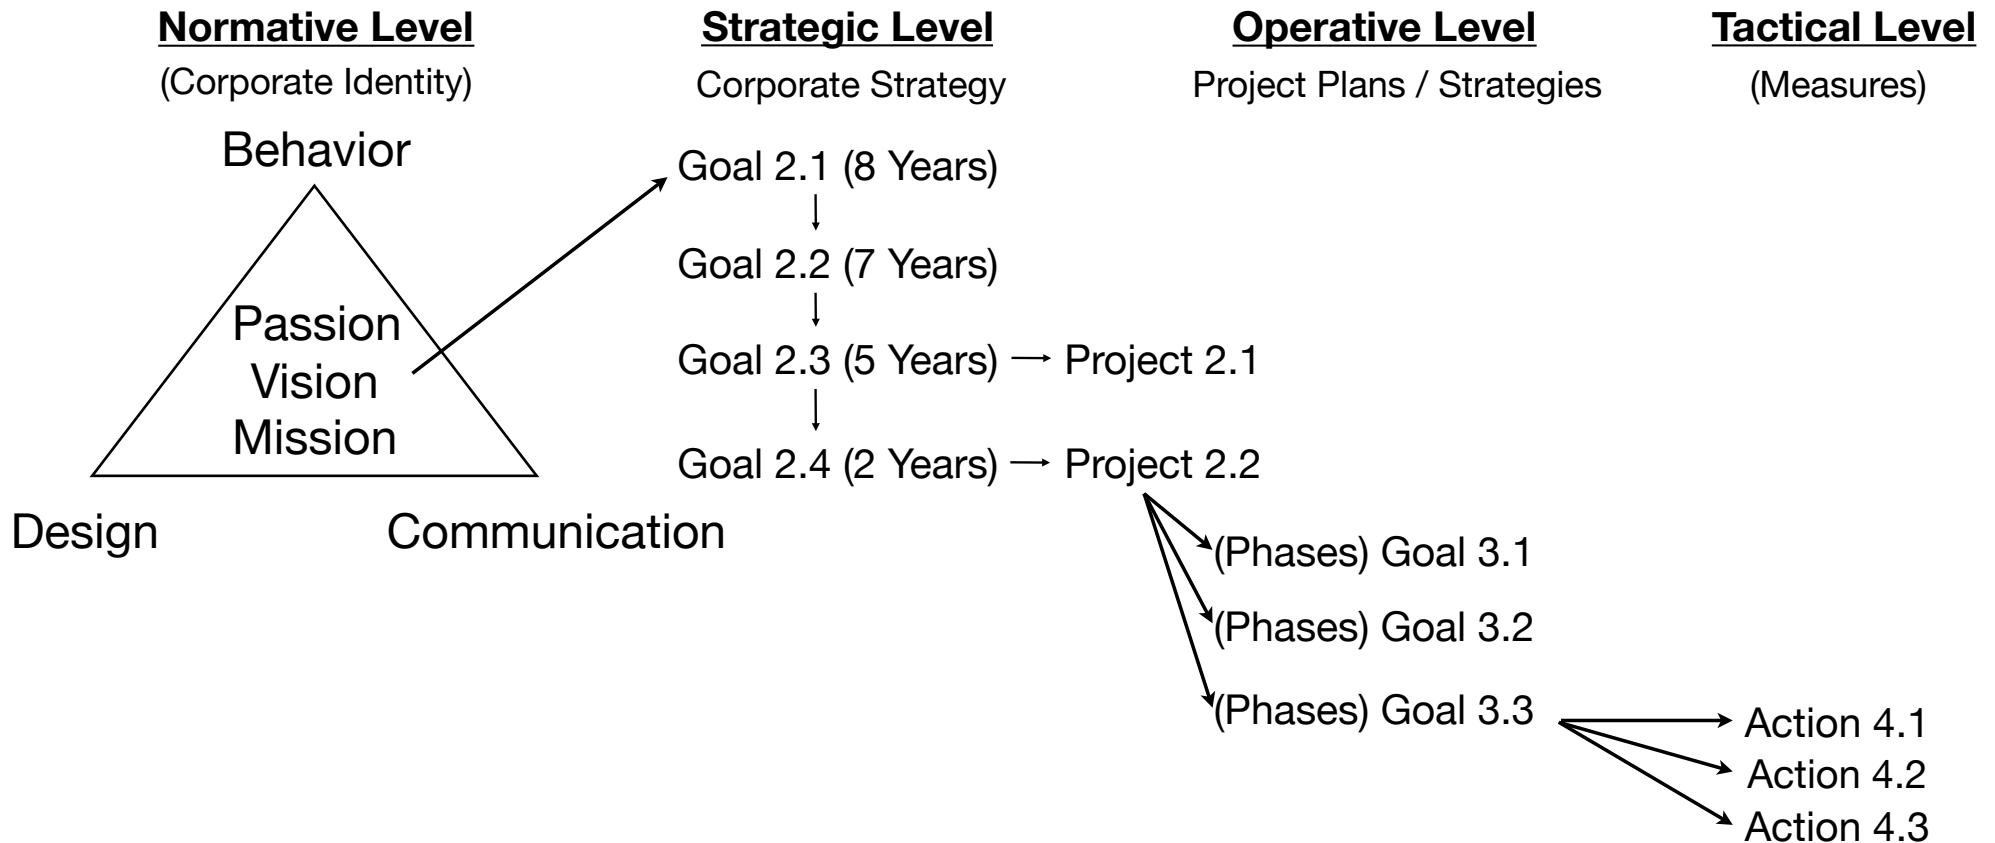 Normative Level
(Corporate Identity)
Behavior
Passion
Vision
Mission
Design
Communication
Strategic Level
Corporate Strategy
Goal 2.1 (8 Years)
Goal 2.2 (7 Years)
Goal 2.3 (5 Years)
Goal 2.4 (2 Years)
Operative Level
Project Plans / Strategies
Project 2.1
Project 2.2
(Phases) Goal 3.1
(Phases) Goal 3.2
(Phases) Goal 3.3
Tactical Level
(Measures)
Action 4.1
Action 4.2
Action 4.3